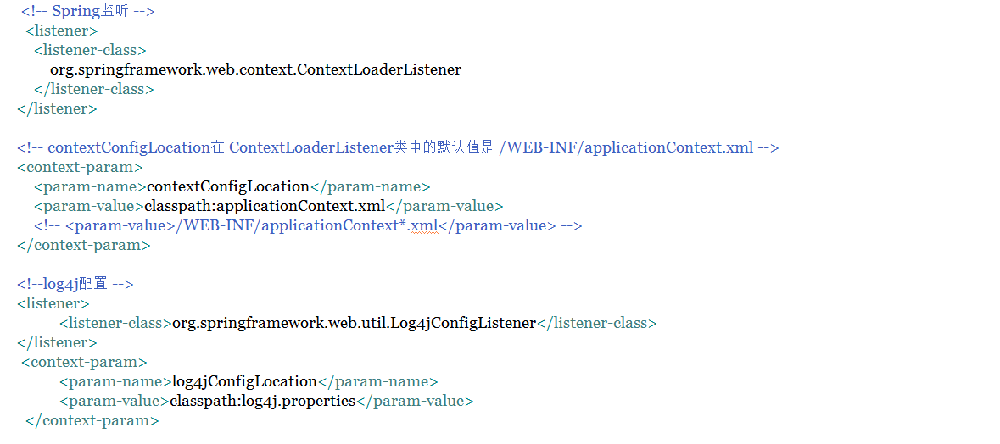 <!-- Spring监听 -->
<listener>
<listener-class>
org.springframework.web.context.ContextLoaderListener
</listener-class>
</listener>
<!-- contextConfigLocation在 ContextLoaderListener类中的默认值是 /WEB-INF/applicationContext.xml -->
<context-param>
<param-name>contextConfigLocation</param-name>
<param-value>classpath:applicationContext.xml</param-value>
<!-- <param-value>/WEB-INF/applicationContext*.xml</param-value> -->
</context-param>
<!--log4j配置 -->
<listener>
<listener-class>org.springframework.web.util.Log4jConfigListener</listener-class>
</listener>
<context-param>
<param-name>log4jConfigLocation</param-name>
<param-value>classpath:log4j.properties</param-value>
</context-param>